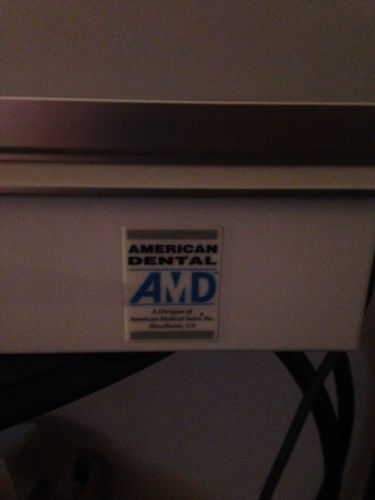 AMERICAN
DENTAL
AMD
A Division of
American Medical Sales, Inc.
Hawthorne, CA